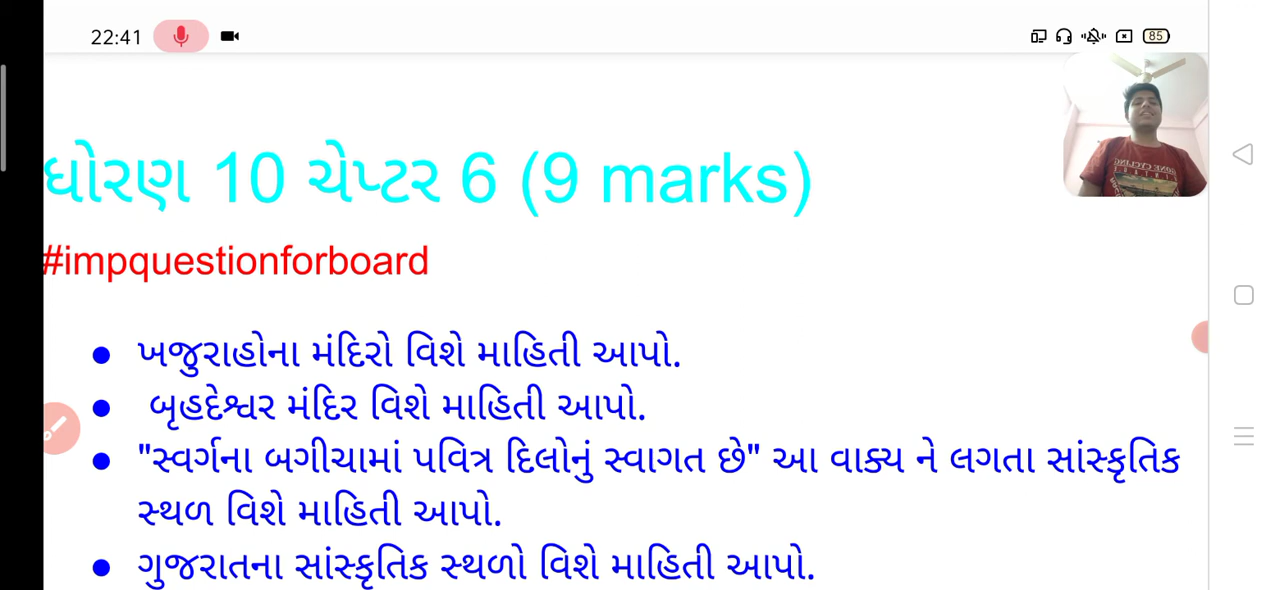 22:41
85
ધોરણ 10 ચેપ્ટર 6 (9 marks)
#impquestionforboard
● ખજુરાહોના મંદિરો વિશે માહિતી આપો.
● બૃહદેશ્વર મંદિર વિશે માહિતી આપો.
● "સ્વર્ગના બગીચામાં પવિત્ર દિલોનું સ્વાગત છે" આ વાક્ય ને લગતા સાંસ્કૃતિક
સ્થળ વિશે માહિતી આપો.
● ગુજરાતના સાંસ્કૃતિક સ્થળો વિશે માહિતી આપો.